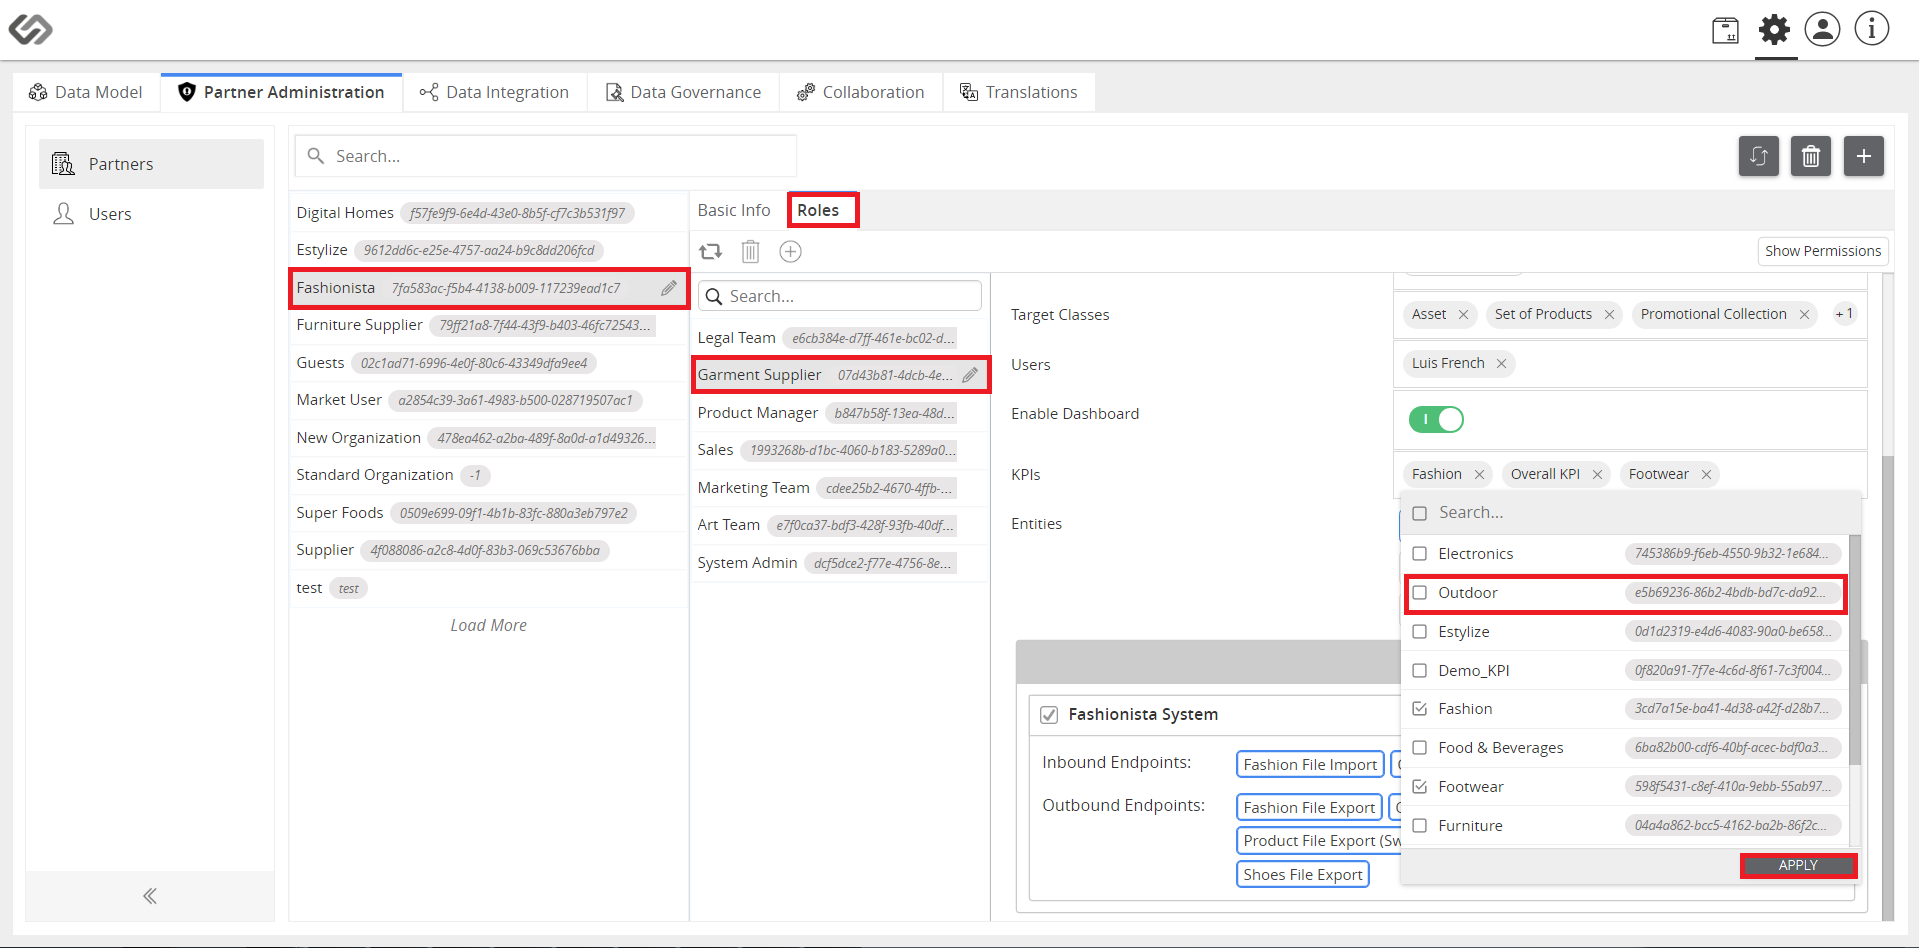 Data Model
Partner Administration
Data Integration
Data Governance
Collaboration
Translations
Partners
Users
Search...
Digital Homes f57fe9f9-6e4d-43e0-8b5f-cf7c3b531f97
Estylize 9612dd6c-e25e-4757-aa24-b9c8dd206fcd
Fashionista 7fa583ac-f5b4-4138-b009-117239ead1c7
Furniture Supplier 79ff21a8-7f44-43f9-b403-46fc72543...
Guests 02c1ad71-6996-4e0f-80c6-43349dfa9ee4
Market User a2854c39-3a61-4983-b500-028719507ac1
New Organization 478ea462-a2ba-489f-8a0d-a1d49326...
Standard Organization -1
Super Foods 0509e699-09f1-4b1b-83fc-880a3eb797e2
Supplier 4f088086-a2c8-4d0f-83b3-069c53676bba
test test
Load More
Basic Info
Roles
Show Permissions
Search...
Legal Team e6cb384e-d7ff-461e-bc02-d...
Garment Supplier 07d43b81-4dcb-4e...
Product Manager b847b58f-13ea-48d...
Sales 1993268b-d1bc-4060-b183-5289a0...
Marketing Team cdee25b2-4670-4ffb-...
Art Team e7f0ca37-bdf3-428f-93fb-40df...
System Admin dcf5dce2-f77e-4756-8e...
Target Classes
Asset Set of Products Promotional Collection +1
Users
Luis French
Enable Dashboard
KPIs
Fashion Overall KPI Footwear
Entities
Search...
Electronics 745386b9-f6eb-4550-9b32-1e684...
Outdoor e5b69236-86b2-4bdb-bd7c-da92...
Estylize 0d1d2319-e4d6-4083-90a0-be658...
Demo_KPI 0f820a91-7f7e-4c6d-8f61-7c3f004...
Fashion 3cd7a15e-ba41-4d38-a42f-d28b7...
Food & Beverages 6ba82b00-cdf6-40bf-acec-bdf0a3...
Footwear 598f5431-c8ef-410a-9ebb-55ab97...
Furniture 04a4a862-bcc5-4162-ba2b-86f2c...
APPLY
Fashionista System
Inbound Endpoints: Fashion File Import
Outbound Endpoints: Fashion File Export
Product File Export (Sw
Shoes File Export